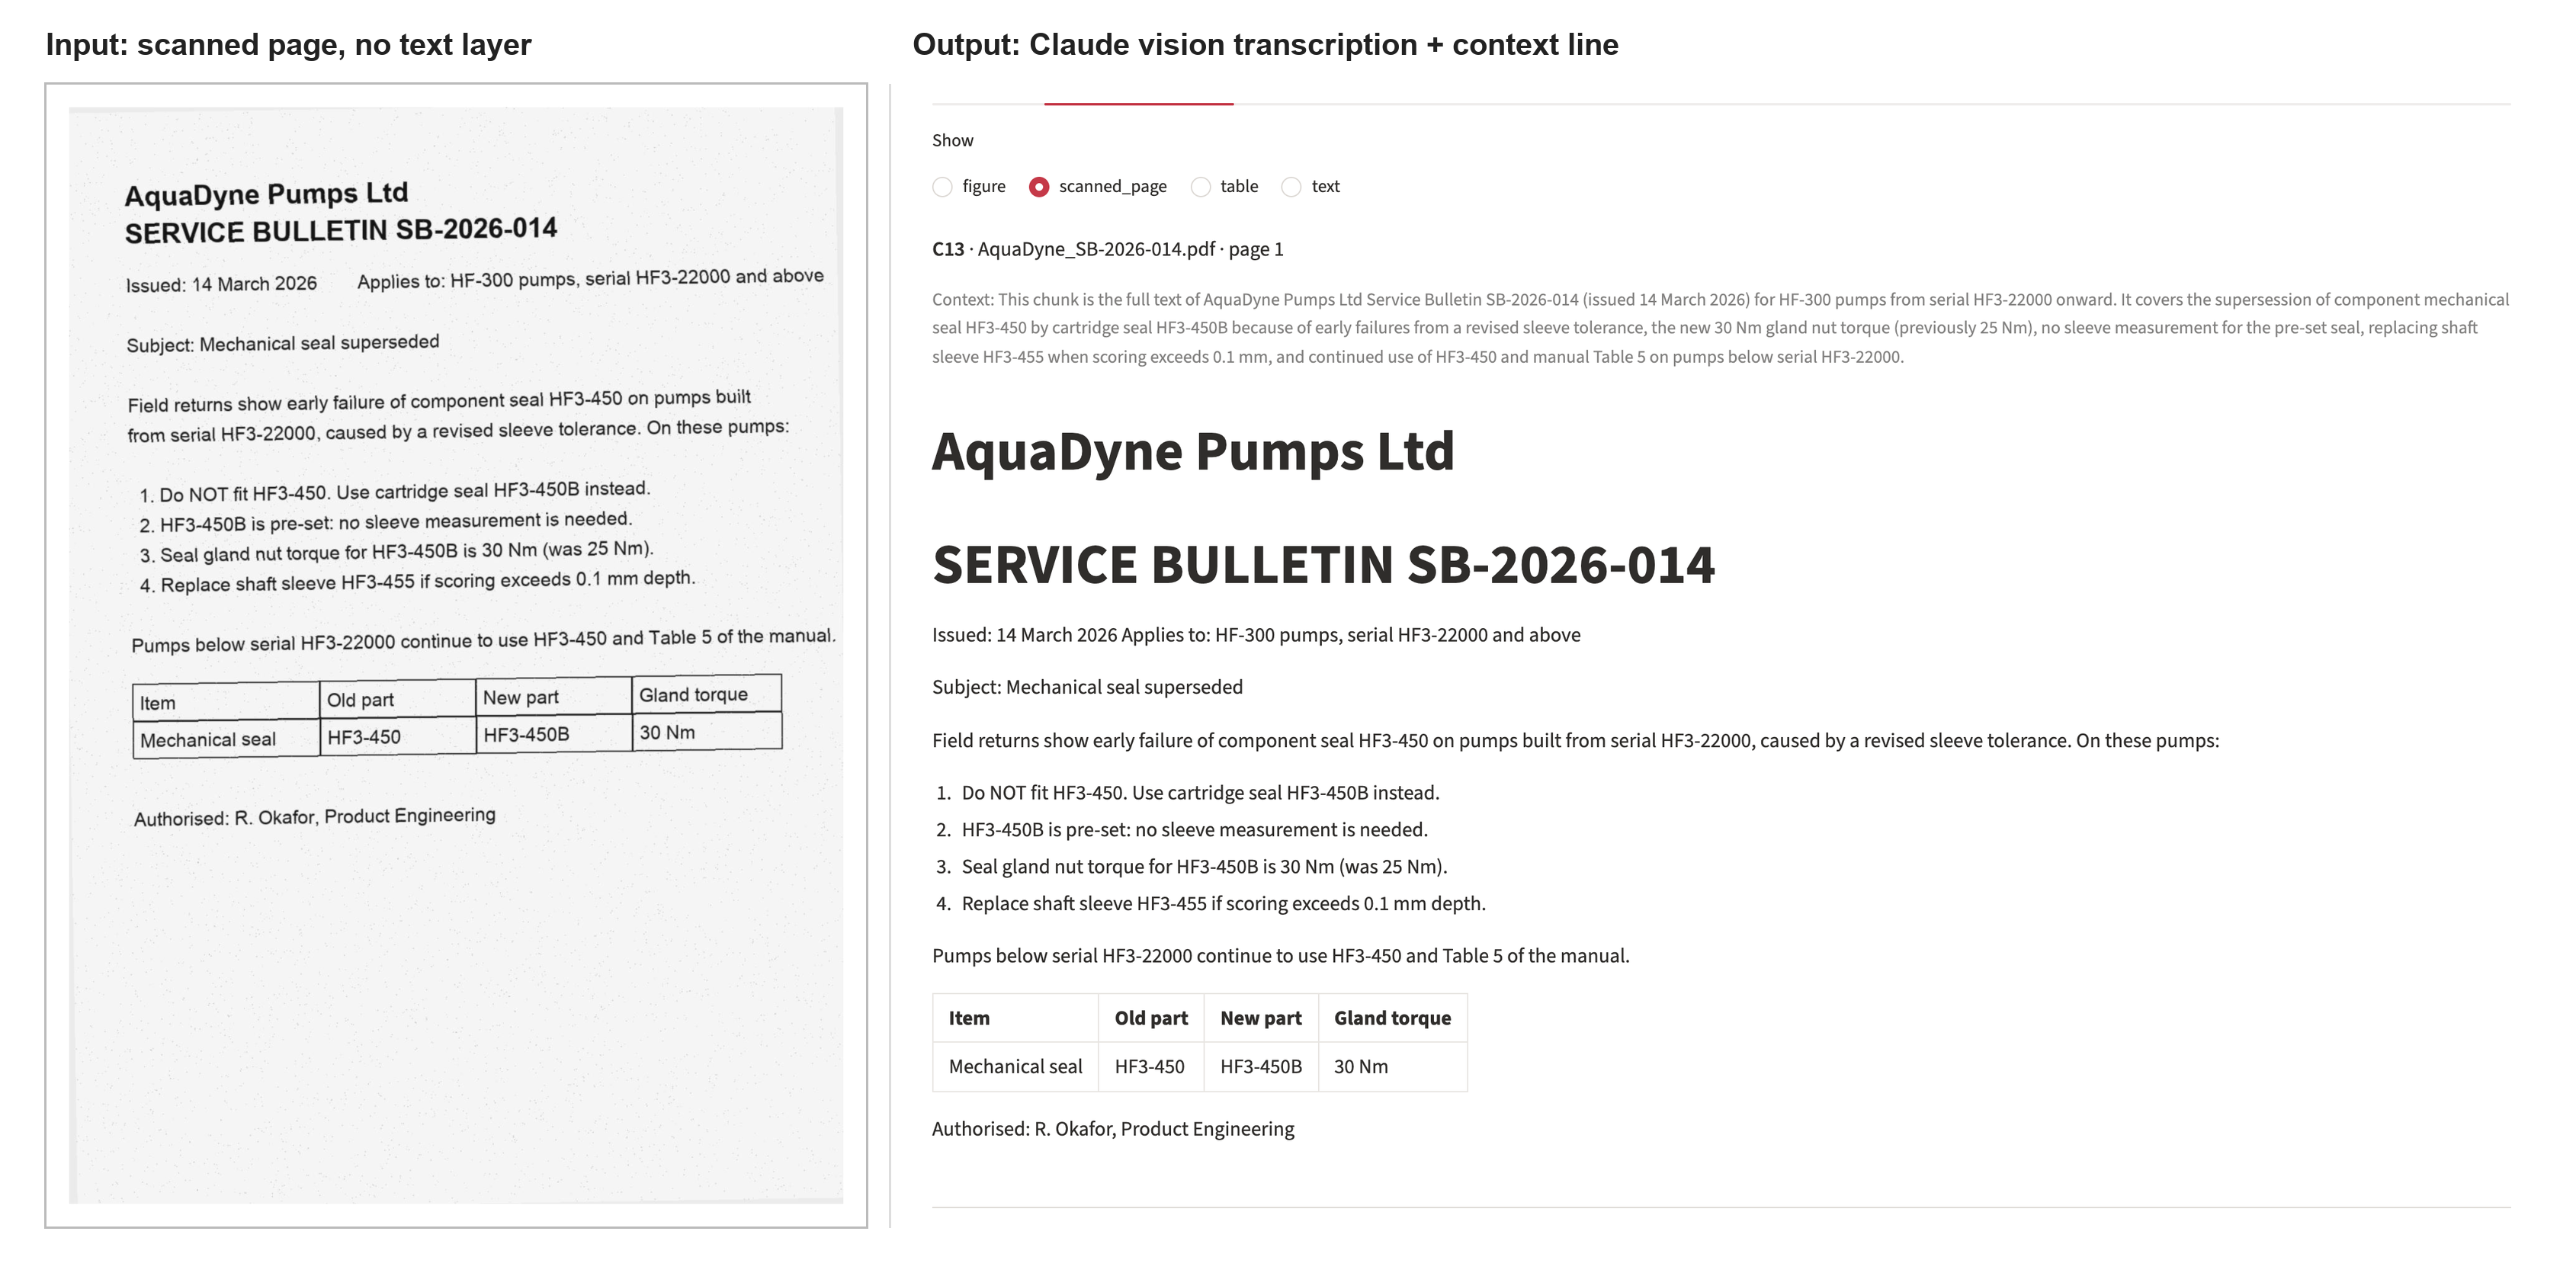 Input: scanned page, no text layer
AquaDyne Pumps Ltd
SERVICE BULLETIN SB-2026-014
Issued: 14 March 2026 Applies to: HF-300 pumps, serial HF3-22000 and above
Subject: Mechanical seal superseded
Field returns show early failure of component seal HF3-450 on pumps built
from serial HF3-22000, caused by a revised sleeve tolerance. On these pumps:
1. Do NOT fit HF3-450. Use cartridge seal HF3-450B instead.
2. HF3-450B is pre-set: no sleeve measurement is needed.
3. Seal gland nut torque for HF3-450B is 30 Nm (was 25 Nm).
4. Replace shaft sleeve HF3-455 if scoring exceeds 0.1 mm depth.
Pumps below serial HF3-22000 continue to use HF3-450 and Table 5 of the manual.
Item Old part New part Gland torque
Mechanical seal HF3-450 HF3-450B 30 Nm
Authorised: R. Okafor, Product Engineering
Output: Claude vision transcription + context line
Show
figure scanned_page table text
C13 · AquaDyne_SB-2026-014.pdf · page 1
Context: This chunk is the full text of AquaDyne Pumps Ltd Service Bulletin SB-2026-014 (issued 14 March 2026) for HF-300 pumps from serial HF3-22000 onward. It covers the supersession of component mechanical
seal HF3-450 by cartridge seal HF3-450B because of early failures from a revised sleeve tolerance, the new 30 Nm gland nut torque (previously 25 Nm), no sleeve measurement for the pre-set seal, replacing shaft
sleeve HF3-455 when scoring exceeds 0.1 mm, and continued use of HF3-450 and manual Table 5 on pumps below serial HF3-22000.
AquaDyne Pumps Ltd
SERVICE BULLETIN SB-2026-014
Issued: 14 March 2026 Applies to: HF-300 pumps, serial HF3-22000 and above
Subject: Mechanical seal superseded
Field returns show early failure of component seal HF3-450 on pumps built from serial HF3-22000, caused by a revised sleeve tolerance. On these pumps:
1. Do NOT fit HF3-450. Use cartridge seal HF3-450B instead.
2. HF3-450B is pre-set: no sleeve measurement is needed.
3. Seal gland nut torque for HF3-450B is 30 Nm (was 25 Nm).
4. Replace shaft sleeve HF3-455 if scoring exceeds 0.1 mm depth.
Pumps below serial HF3-22000 continue to use HF3-450 and Table 5 of the manual.
Item Old part New part Gland torque
Mechanical seal HF3-450 HF3-450B 30 Nm
Authorised: R. Okafor, Product Engineering